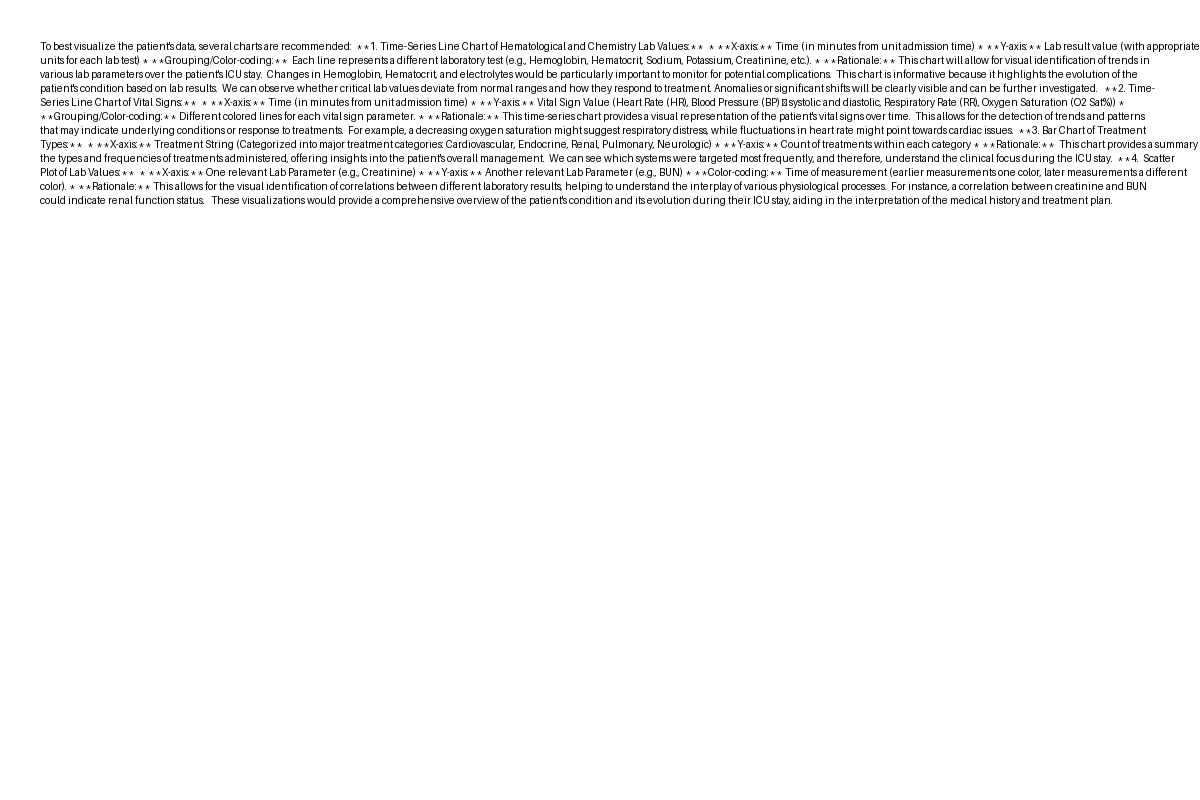 To best visualize the patient's data, several charts are recommended:  **1. Time-Series Line Chart of Hematological and Chemistry Lab Values:**  * **X-axis:** Time (in minutes from unit admission time) * **Y-axis:** Lab result value (with appropriate
units for each lab test) * **Grouping/Color-coding:**  Each line represents a different laboratory test (e.g., Hemoglobin, Hematocrit, Sodium, Potassium, Creatinine, etc.). * **Rationale:** This chart will allow for visual identification of trends in
various lab parameters over the patient's ICU stay.  Changes in Hemoglobin, Hematocrit, and electrolytes would be particularly important to monitor for potential complications.  This chart is informative because it highlights the evolution of the
patient's condition based on lab results.  We can observe whether critical lab values deviate from normal ranges and how they respond to treatment. Anomalies or significant shifts will be clearly visible and can be further investigated.  **2. Time-
Series Line Chart of Vital Signs:**  * **X-axis:** Time (in minutes from unit admission time) * **Y-axis:** Vital Sign Value (Heart Rate (HR), Blood Pressure (BP) systolic and diastolic, Respiratory Rate (RR), Oxygen Saturation (O2 Sat%)) *
**Grouping/Color-coding:** Different colored lines for each vital sign parameter. * **Rationale:** This time-series chart provides a visual representation of the patient's vital signs over time.  This allows for the detection of trends and patterns
that may indicate underlying conditions or response to treatments.  For example, a decreasing oxygen saturation might suggest respiratory distress, while fluctuations in heart rate might point towards cardiac issues.  **3. Bar Chart of Treatment
Types:**  * **X-axis:** Treatment String (Categorized into major treatment categories: Cardiovascular, Endocrine, Renal, Pulmonary, Neurologic) * **Y-axis:** Count of treatments within each category * **Rationale:**  This chart provides a summary
the types and frequencies of treatments administered, offering insights into the patient's overall management.  We can see which systems were targeted most frequently, and therefore, understand the clinical focus during the ICU stay.  **4.  Scatter
Plot of Lab Values:**  * **X-axis:** One relevant Lab Parameter (e.g., Creatinine) * **Y-axis:** Another relevant Lab Parameter (e.g., BUN) * **Color-coding:** Time of measurement (earlier measurements one color, later measurements a different
color). * **Rationale:** This allows for the visual identification of correlations between different laboratory results, helping to understand the interplay of various physiological processes.  For instance, a correlation between creatinine and BUN
could indicate renal function status.   These visualizations would provide a comprehensive overview of the patient's condition and its evolution during their ICU stay, aiding in the interpretation of the medical history and treatment plan.